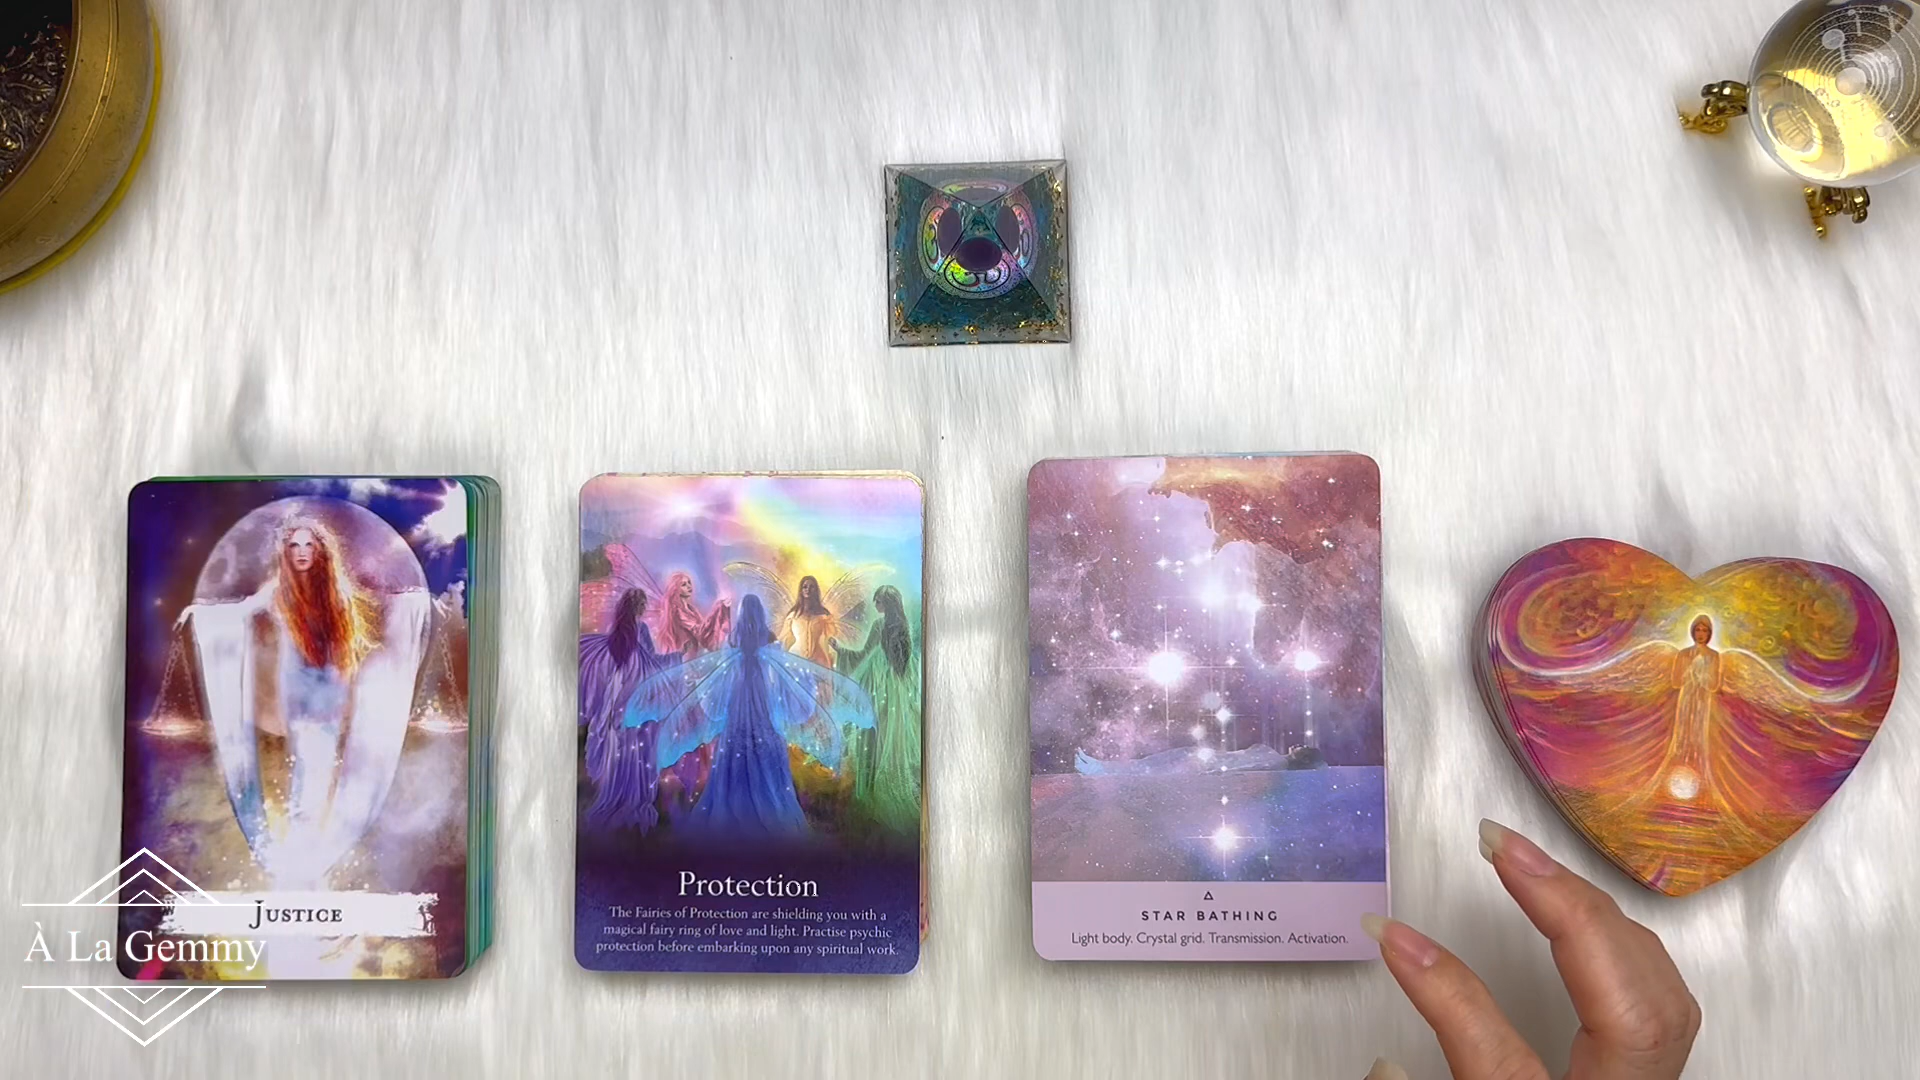 JUSTICE
Protection
The Fairies of Protection are shielding you with a
magical fairy ring of love and light. Practise psychic
protection before embarking upon any spiritual work.
STAR BATHING
Light body. Crystal grid. Transmission. Activation.
À La Gemmy